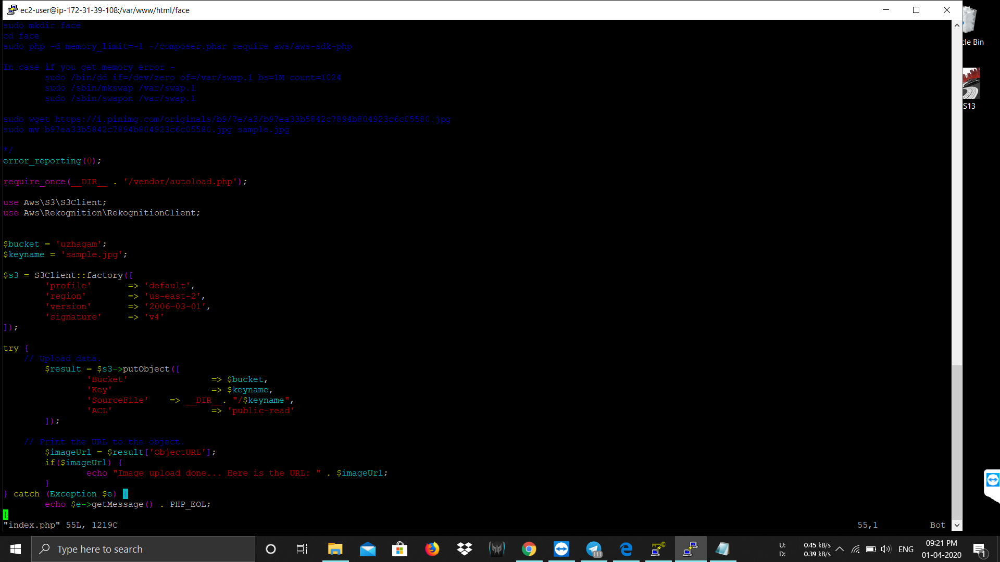 ec2-user@ip-172-31-39-108:/var/www/html/face
sudo mkdir face
cd face
sudo php -d memory_limit=-1 ~/composer.phar require aws/aws-sdk-php
In case if you get memory error -
sudo /bin/dd if=/dev/zero of=/var/swap.1 bs=1M count=1024
sudo /sbin/mkswap /var/swap.1
sudo /sbin/swapon /var/swap.1
sudo wget https://i.pinimg.com/originals/b9/7e/a3/b97ea33b5842c7894b804923c6c05580.jpg
sudo mv b97ea33b5842c7894b804923c6c05580.jpg sample.jpg
*/
error_reporting(0);
require_once(__DIR__ . '/vendor/autoload.php');
use Aws\S3\S3Client;
use Aws\Rekognition\RekognitionClient;
$bucket = 'uzhagam';
$keyname = 'sample.jpg';
$s3 = S3Client::factory([
'profile' => 'default',
'region' => 'us-east-2',
'version' => '2006-03-01',
'signature' => 'v4'
]);
try {
// Upload data.
$result = $s3->putObject([
'Bucket' => $bucket,
'Key' => $keyname,
'SourceFile' => __DIR__. "/$keyname",
'ACL' => 'public-read'
]);
// Print the URL to the object.
$imageUrl = $result['ObjectURL'];
if($imageUrl) {
echo "Image upload done... Here is the URL: " . $imageUrl;
}
} catch (Exception $e) {
echo $e->getMessage() . PHP_EOL;
}
"index.php" 55L, 1219C 55,1 Bot
cle Bin
S13
Type here to search
111
U: 0.45 kB/s
D: 0.39 kB/s
ENG
09:21 PM
01-04-2020
1